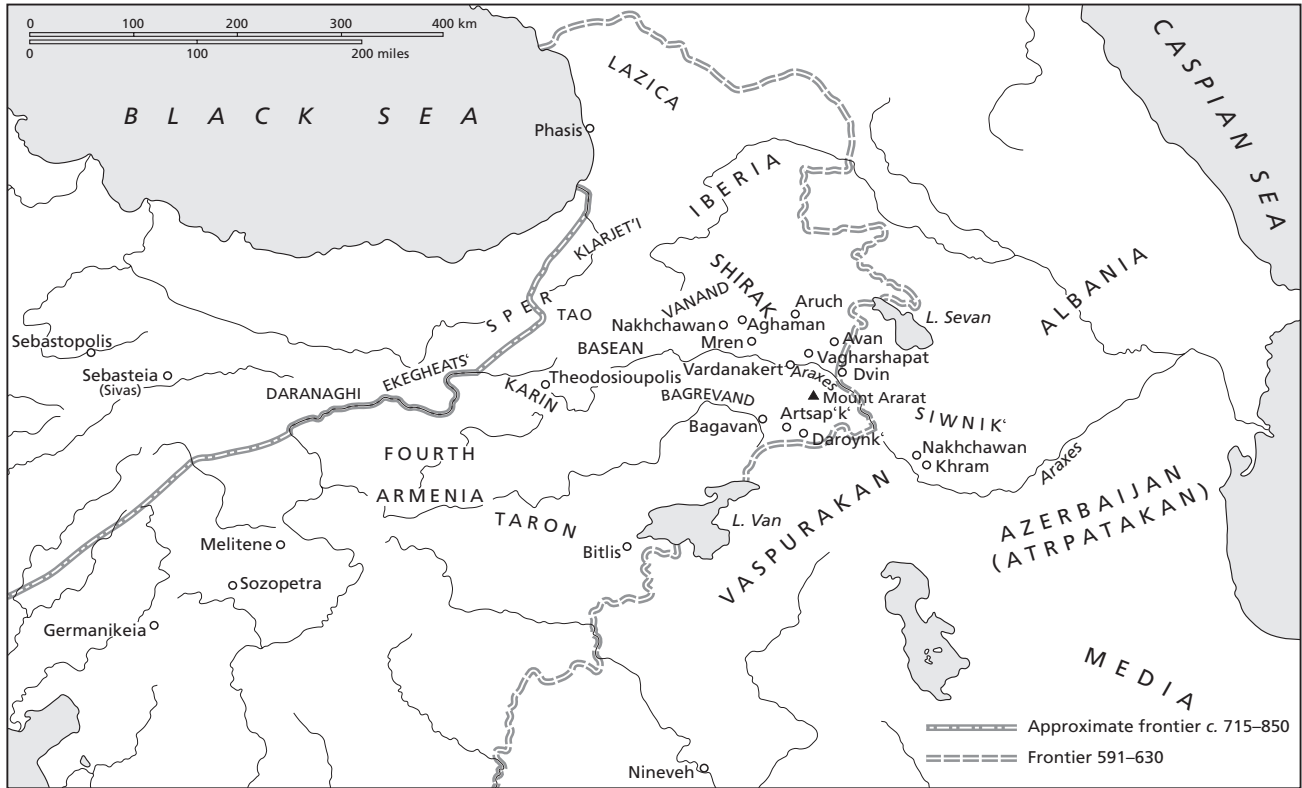 0 100 200 300 400 km
0 100 200 miles
BLACK SEA
CASPIAN SEA
LAZICA
Phasis
IBERIA
KLARJET'I
SHIRAK
ALBANIA
SPER
TAO
VANAND
Aruch
L. Sevan
Nakhchawan
Aghaman
Sebastopolis
Mren
Avan
BASEAN
Vagharshapat
Sebasteia
(Sivas)
EKEGHEATS‘
Vardanakert
Araxes
Dvin
DARANAGHI
KARIN
Theodosioupolis
BAGREVAND
Mount Ararat
Artsap‘k‘
SIWNIK‘
Bagavan
Daroynk‘
FOURTH
ARMENIA
Nakhchawan
Khram
Araxes
TARON
L. Van
VASPURAKAN
AZERBAIJAN
(ATRPATAKAN)
Melitene
Bitlis
Sozopetra
Germanikeia
MEDIA
Nineveh
Approximate frontier c. 715–850
Frontier 591–630